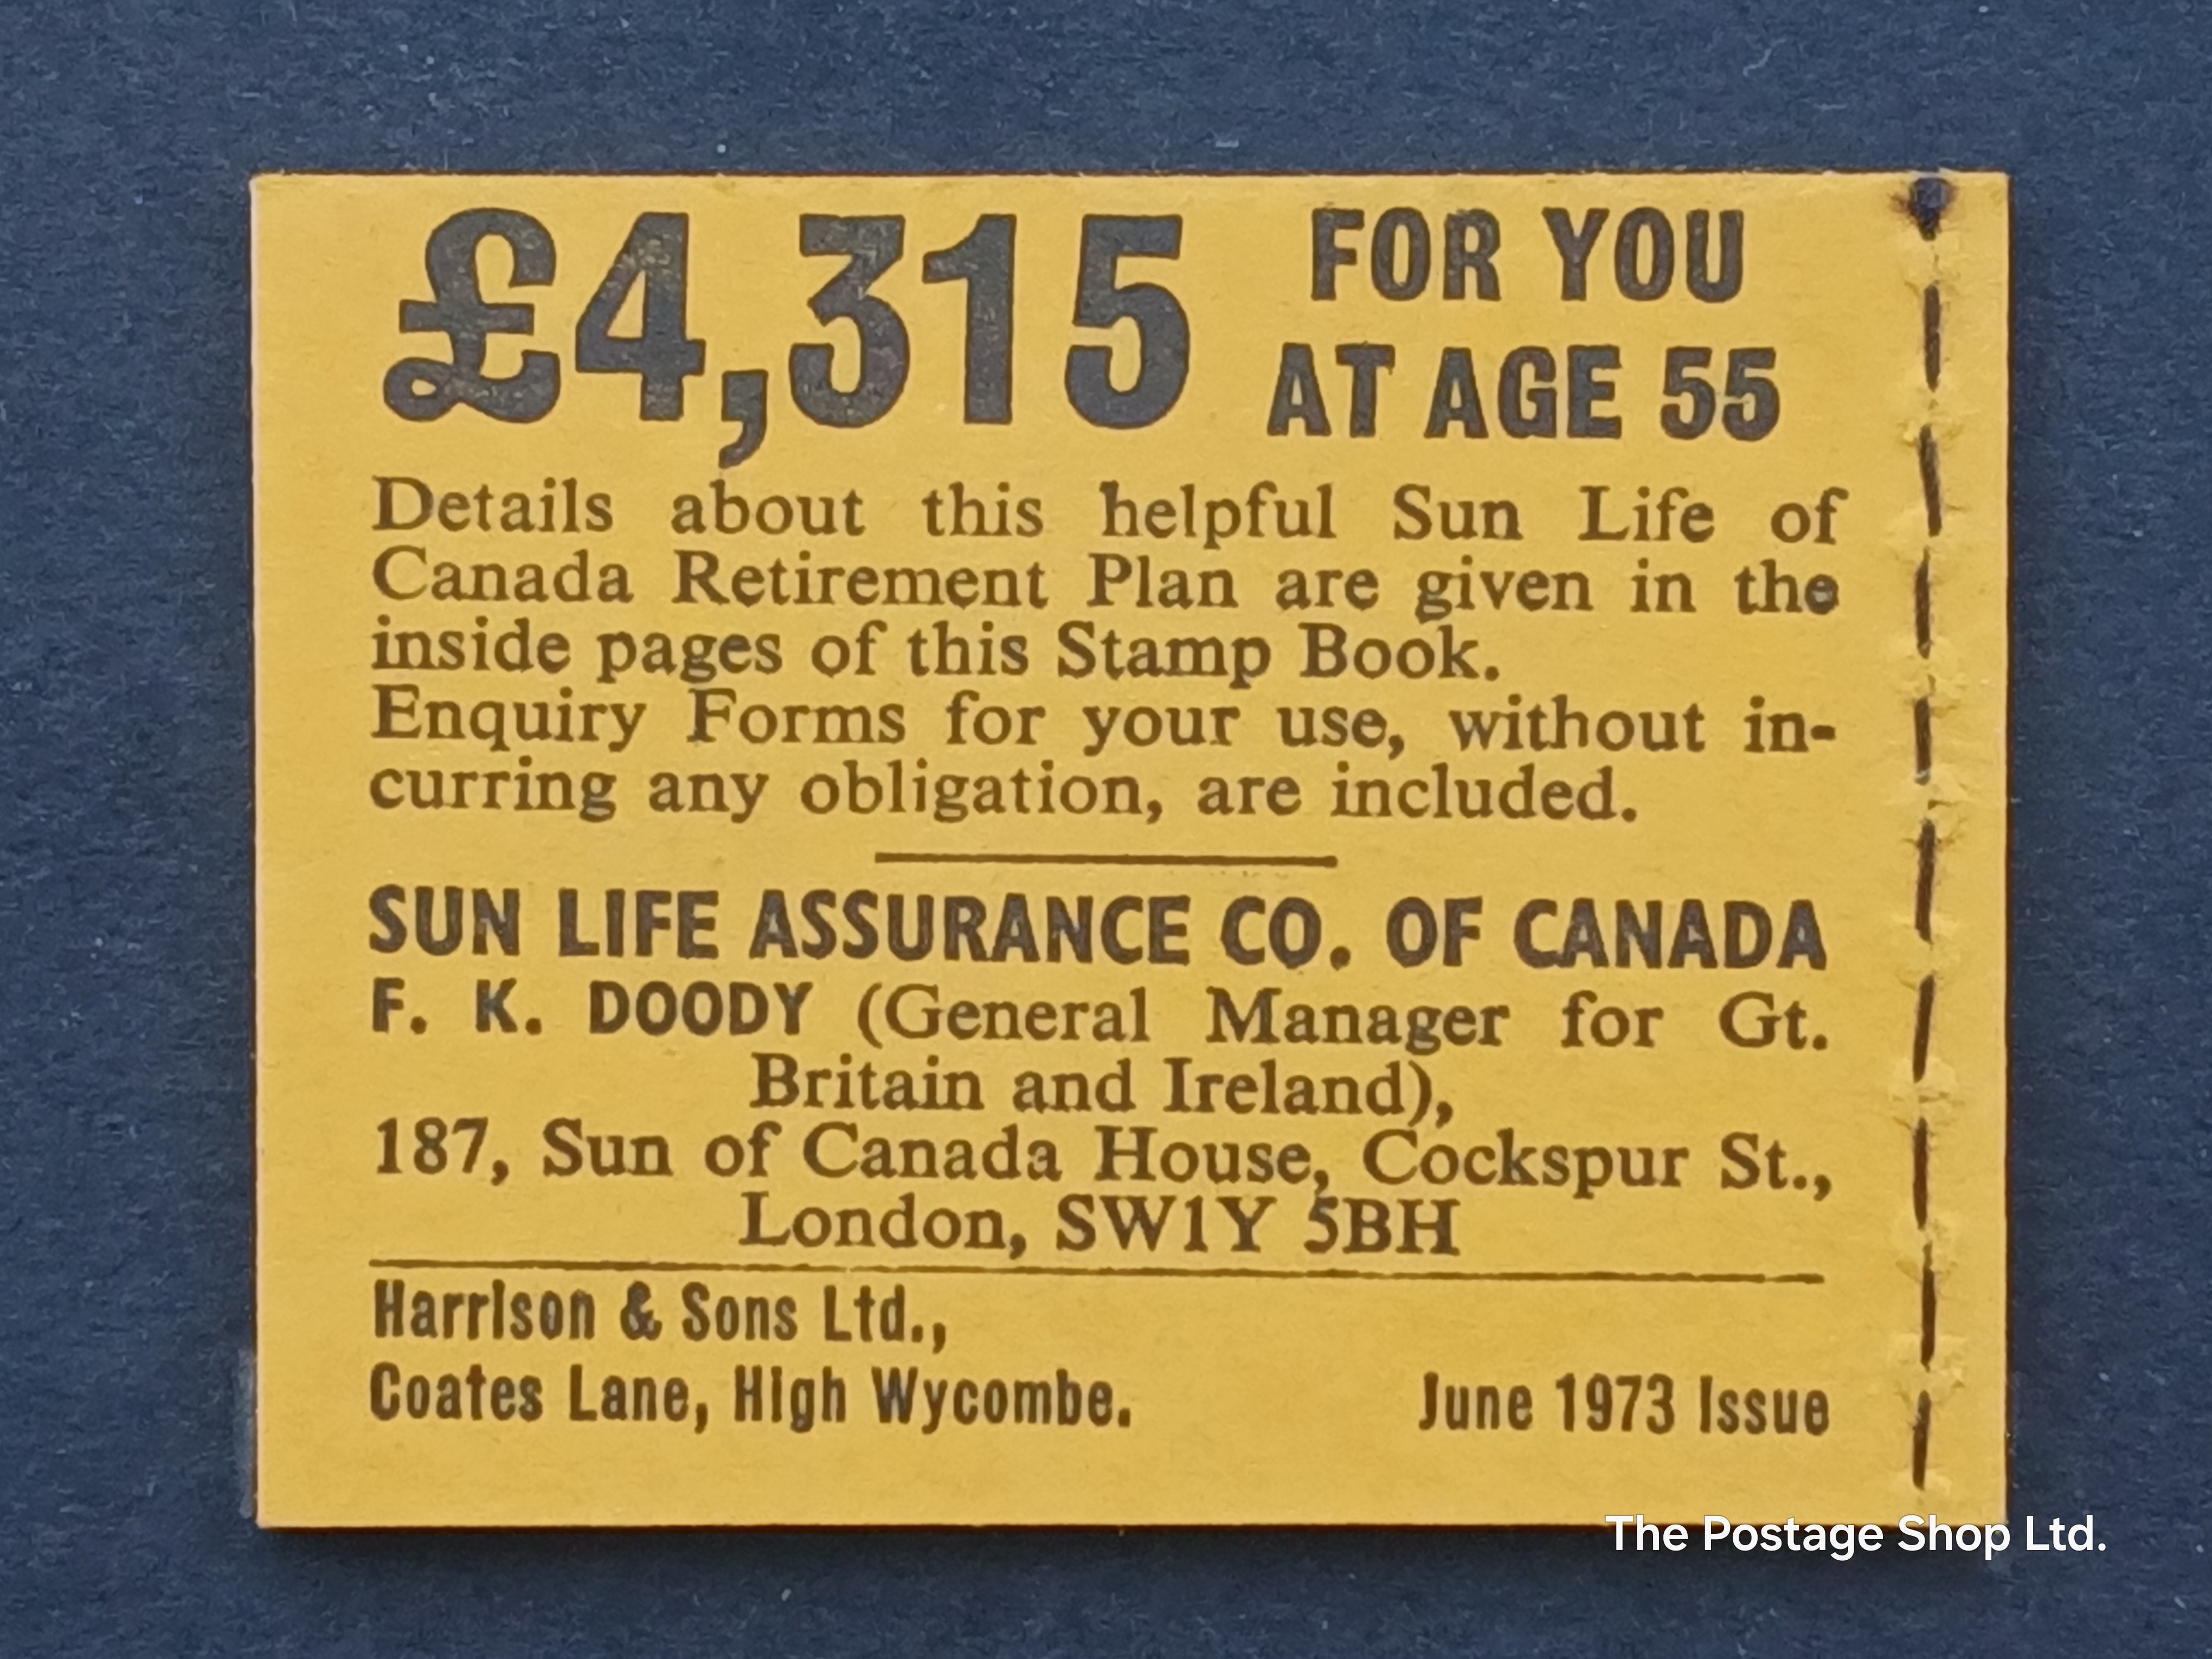 £4,315 FOR YOU
AT AGE 55
Details about this helpful Sun Life of
Canada Retirement Plan are given in the
inside pages of this Stamp Book.
Enquiry Forms for your use, without in-
curring any obligation, are included.
SUN LIFE ASSURANCE CO. OF CANADA
F. K. DOODY (General Manager for Gt.
Britain and Ireland),
187, Sun of Canada House, Cockspur St.,
London, SW1Y 5BH
Harrison & Sons Ltd.,
Coates Lane, High Wycombe. June 1973 Issue
The Postage Shop Ltd.